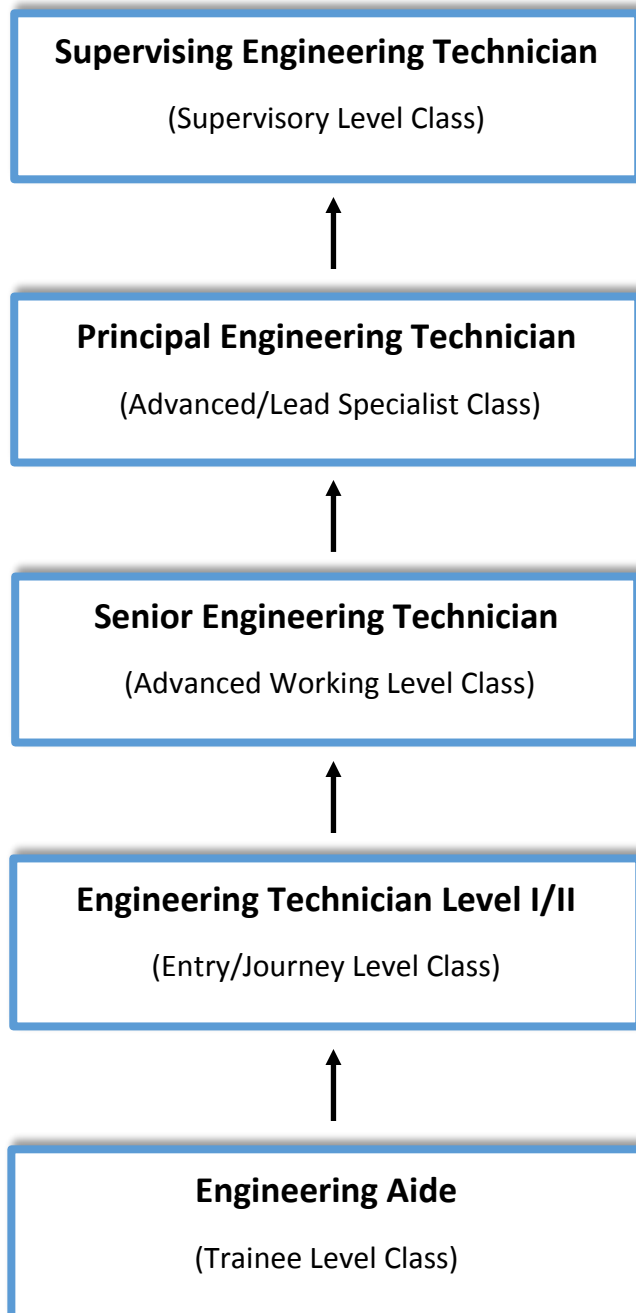 Supervising Engineering Technician
(Supervisory Level Class)
Principal Engineering Technician
(Advanced/Lead Specialist Class)
Senior Engineering Technician
(Advanced Working Level Class)
Engineering Technician Level I/II
(Entry/Journey Level Class)
Engineering Aide
(Trainee Level Class)